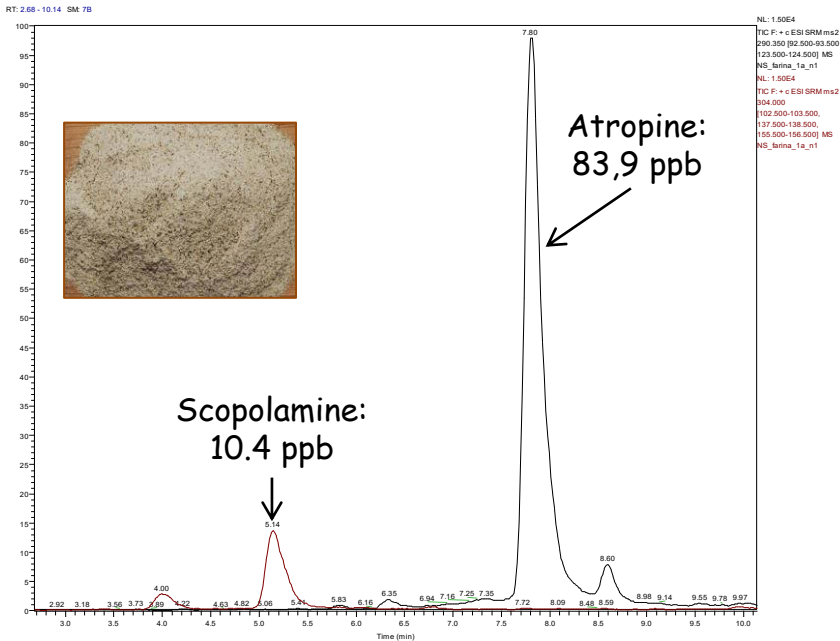 RT: 2.68 - 10.14 SM: 7B
NL: 1.50E4
TIC F: + c ESI SRM ms2
290.350 [92.500-93.500
123.500-124.500] MS
NS_farina_1a_n1
NL: 1.50E4
TIC F: + c ESI SRM ms2
304.000
[102.500-103.500,
137.500-138.500,
155.500-156.500] MS
NS_farina_1a_n1
100
95
90
85
80
75
70
65
60
55
50
45
40
35
30
25
20
15
10
5
0
7.80
Atropine:
83,9 ppb
Scopolamine:
10.4 ppb
5.14
8.60
4.00
6.35
2.92 3.18 3.56 3.73 3.89 4.22 4.63 4.82 5.06 5.41 5.83 6.16 6.94 7.16 7.25 7.35 7.72 8.09 8.48 8.59 8.98 9.14 9.55 9.78 9.97
3.0 3.5 4.0 4.5 5.0 5.5 6.0 6.5 7.0 7.5 8.0 8.5 9.0 9.5 10.0
Time (min)